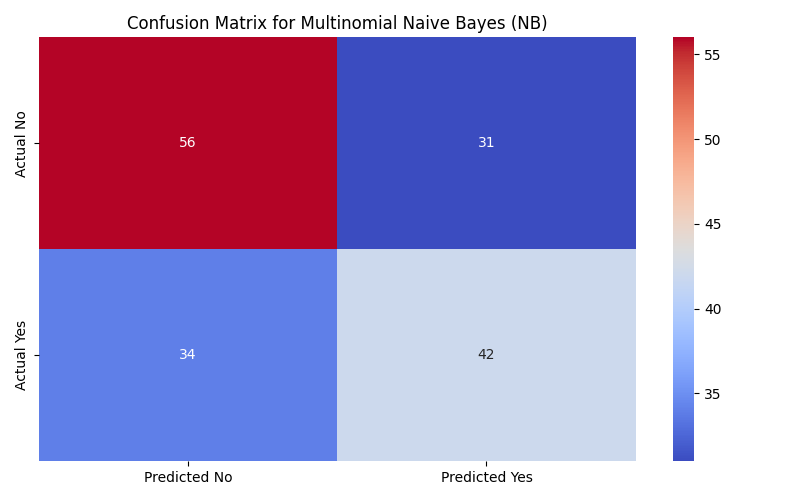 Confusion Matrix for Multinomial Naive Bayes (NB)
Actual No
56
31
Actual Yes
34
42
Predicted No
Predicted Yes
55
50
45
40
35